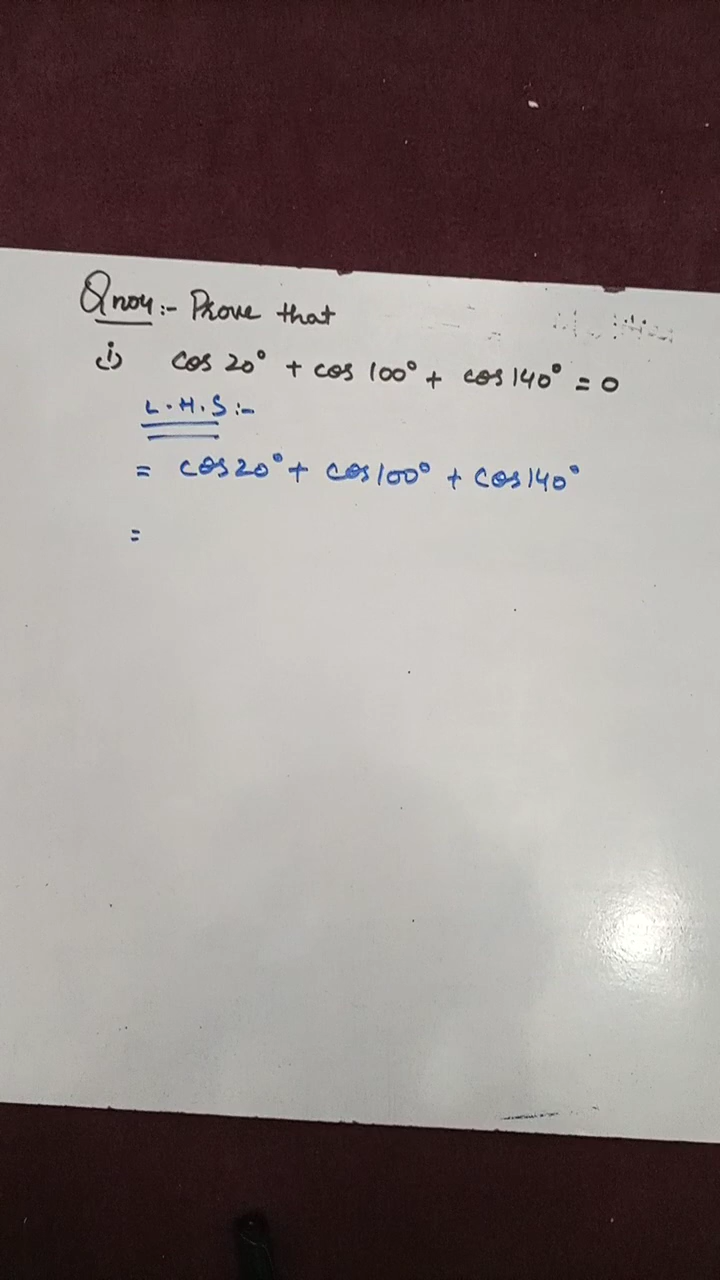 Q no4:- Prove that
(i) cos 20° + cos 100° + cos 140° = 0
L.H.S :-
= cos 20° + cos 100° + cos 140°
=